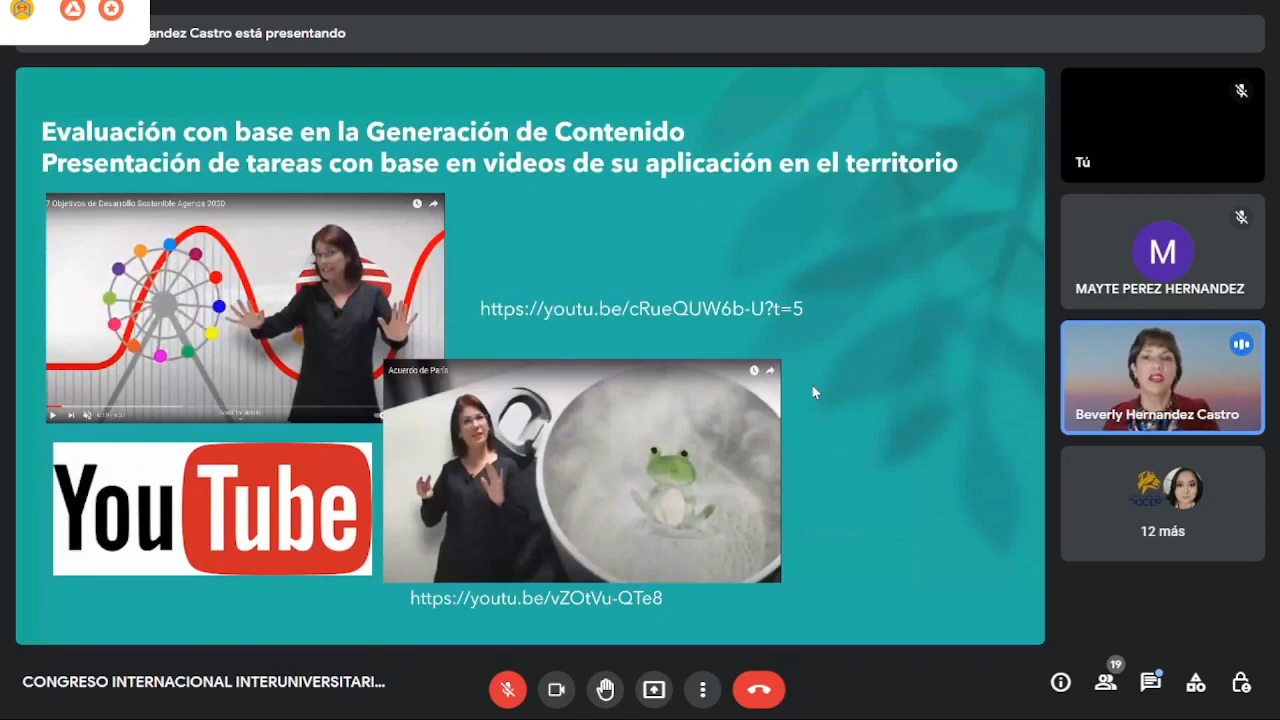 andez Castro está presentando
Evaluación con base en la Generación de Contenido
Presentación de tareas con base en videos de su aplicación en el territorio
7 Objetivos de Desarrollo Sostenible Agenda 2030
https://youtu.be/cRueQUW6b-U?t=5
Acuerdo de París
YouTube
https://youtu.be/vZOtVu-QTe8
Tú
M
MAYTE PEREZ HERNANDEZ
Beverly Hernandez Castro
12 más
CONGRESO INTERNACIONAL INTERUNIVERSITARI...
19